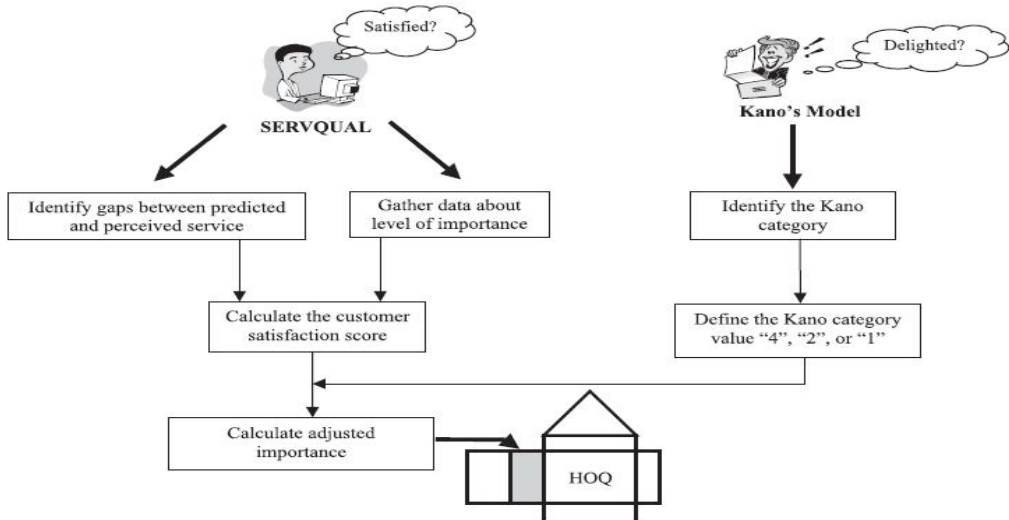 Satisfied?
Delighted?
SERVQUAL
Kano's Model
Identify gaps between predicted
and perceived service
Gather data about
level of importance
Identify the Kano
category
Calculate the customer
satisfaction score
Define the Kano category
value “4”, “2”, or “1”
Calculate adjusted
importance
HOQ